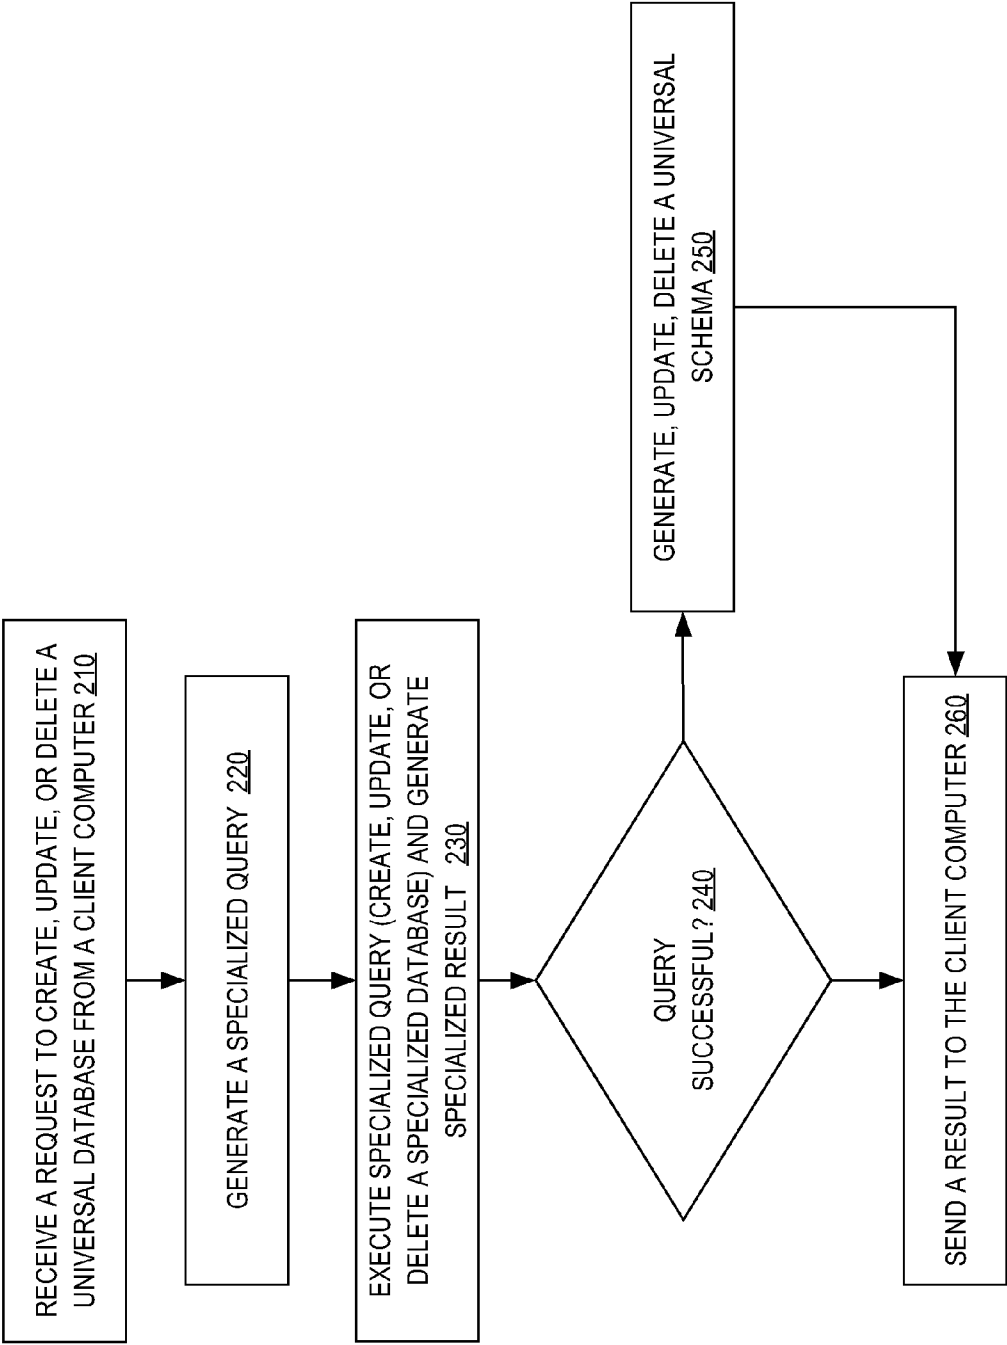 RECEIVE A REQUEST TO CREATE, UPDATE, OR DELETE A
UNIVERSAL DATABASE FROM A CLIENT COMPUTER 210
GENERATE A SPECIALIZED QUERY 220
EXECUTE SPECIALIZED QUERY (CREATE, UPDATE, OR
DELETE A SPECIALIZED DATABASE) AND GENERATE
SPECIALIZED RESULT 230
QUERY
SUCCESSFUL? 240
GENERATE, UPDATE, DELETE A UNIVERSAL
SCHEMA 250
SEND A RESULT TO THE CLIENT COMPUTER 260